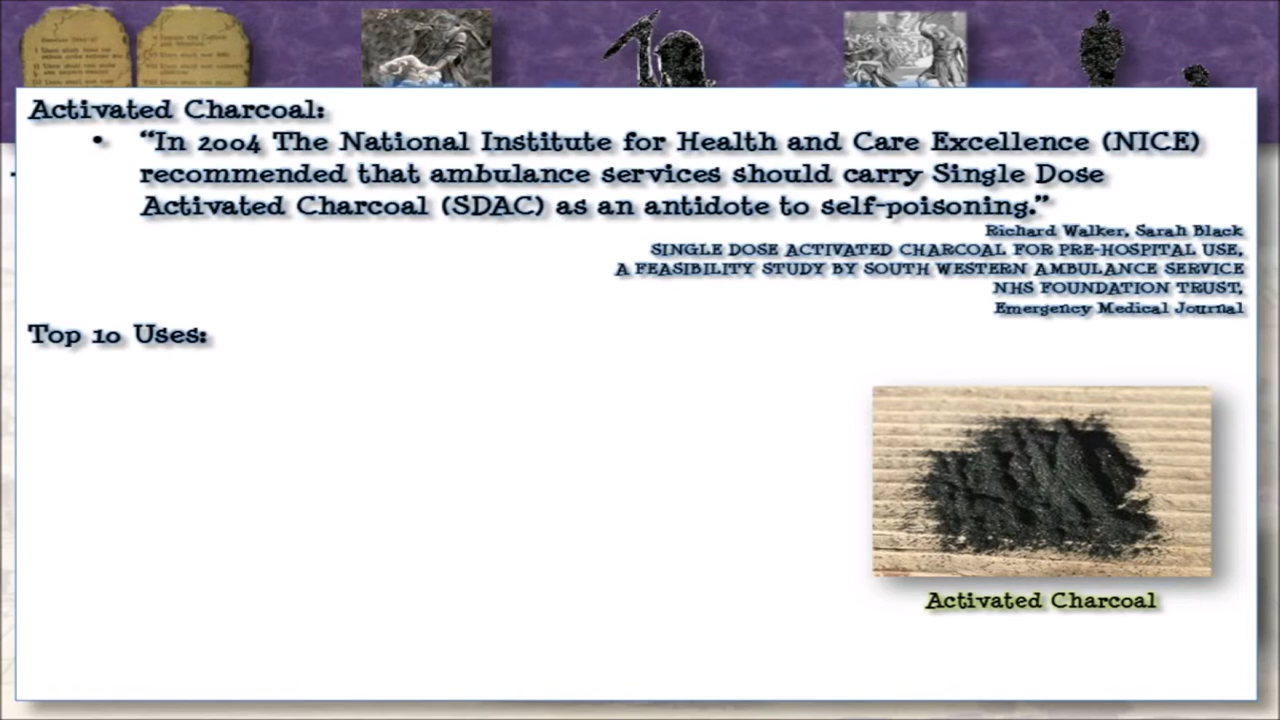 Activated Charcoal:
• “In 2004 The National Institute for Health and Care Excellence (NICE)
recommended that ambulance services should carry Single Dose
Activated Charcoal (SDAC) as an antidote to self-poisoning.”
Richard Walker, Sarah Black
SINGLE DOSE ACTIVATED CHARCOAL FOR PRE-HOSPITAL USE,
A FEASIBILITY STUDY BY SOUTH WESTERN AMBULANCE SERVICE
NHS FOUNDATION TRUST,
Emergency Medical Journal
Top 10 Uses:
Activated Charcoal